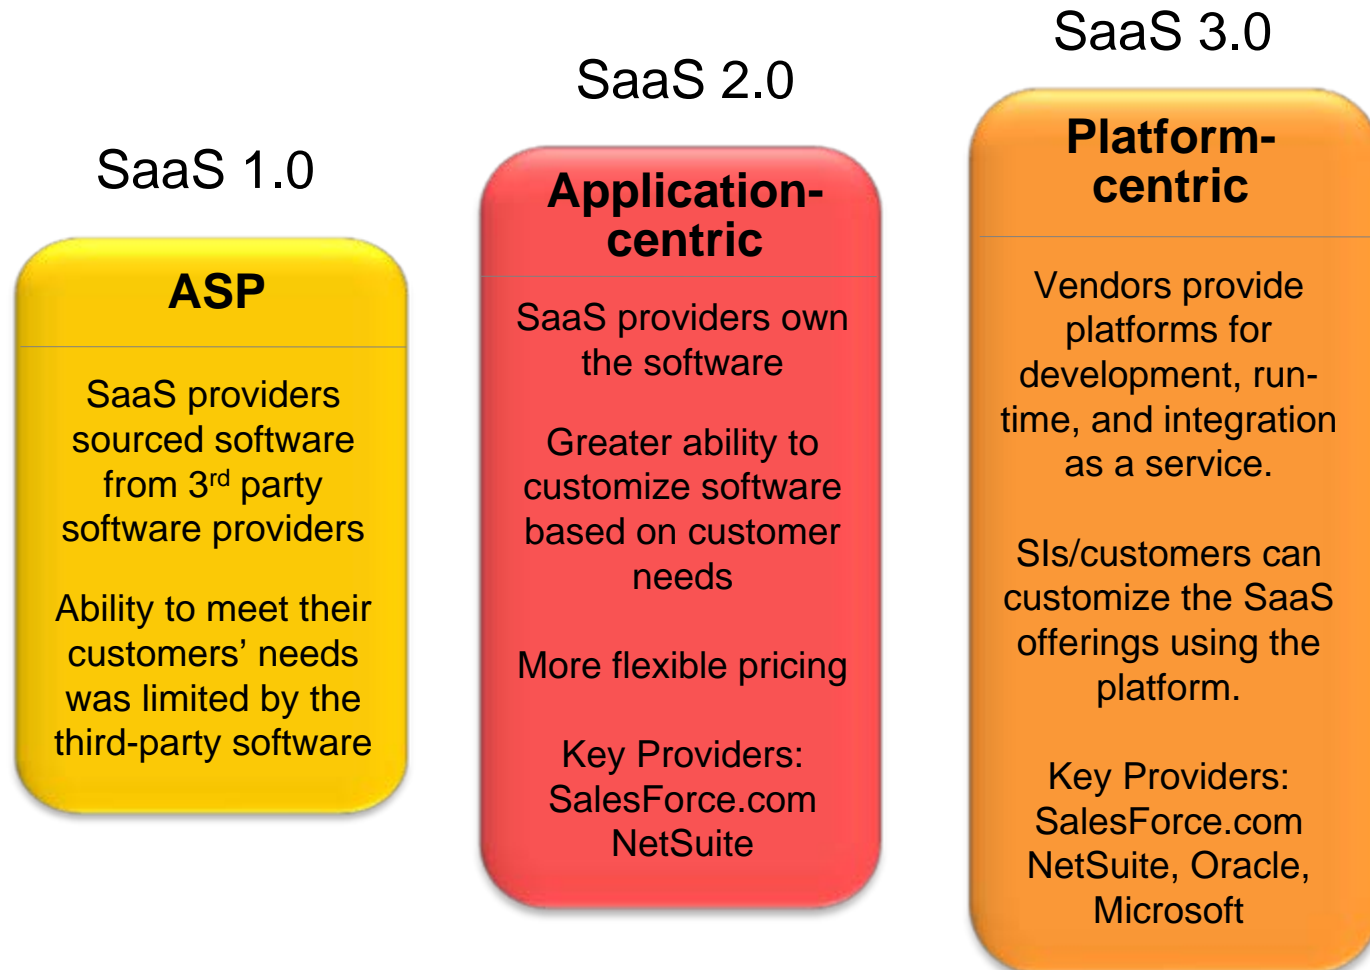 SaaS 1.0
ASP
SaaS providers
sourced software
from 3rd party
software providers
Ability to meet their
customers’ needs
was limited by the
third-party software
SaaS 2.0
Application-
centric
SaaS providers own
the software
Greater ability to
customize software
based on customer
needs
More flexible pricing
Key Providers:
SalesForce.com
NetSuite
SaaS 3.0
Platform-
centric
Vendors provide
platforms for
development, run-
time, and integration
as a service.
SIs/customers can
customize the SaaS
offerings using the
platform.
Key Providers:
SalesForce.com
NetSuite, Oracle,
Microsoft